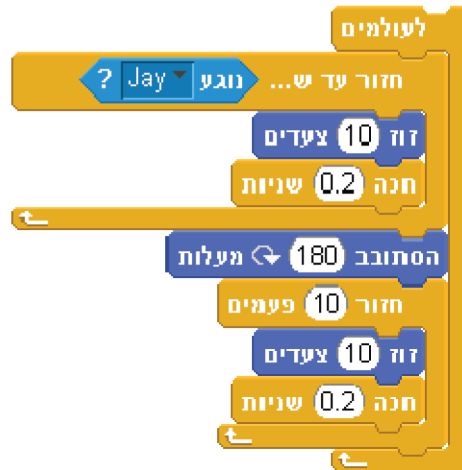 לעולמים
חזור עד ש... נוגע Jay ?
זוז 10 צעדים
חכה 0.2 שניות
הסתובב 180 מעלות
חזור 10 פעמים
זוז 10 צעדים
חכה 0.2 שניות